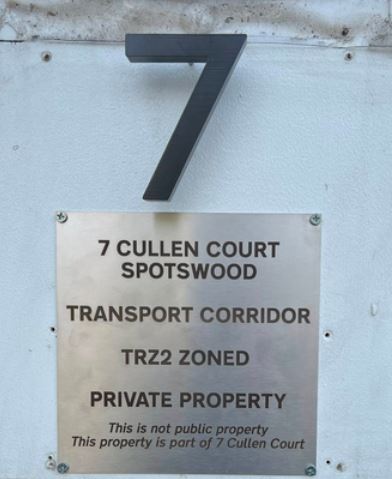 7
7 CULLEN COURT
SPOTSWOOD
TRANSPORT CORRIDOR
TRZ2 ZONED
PRIVATE PROPERTY
This is not public property
This property is part of 7 Cullen Court